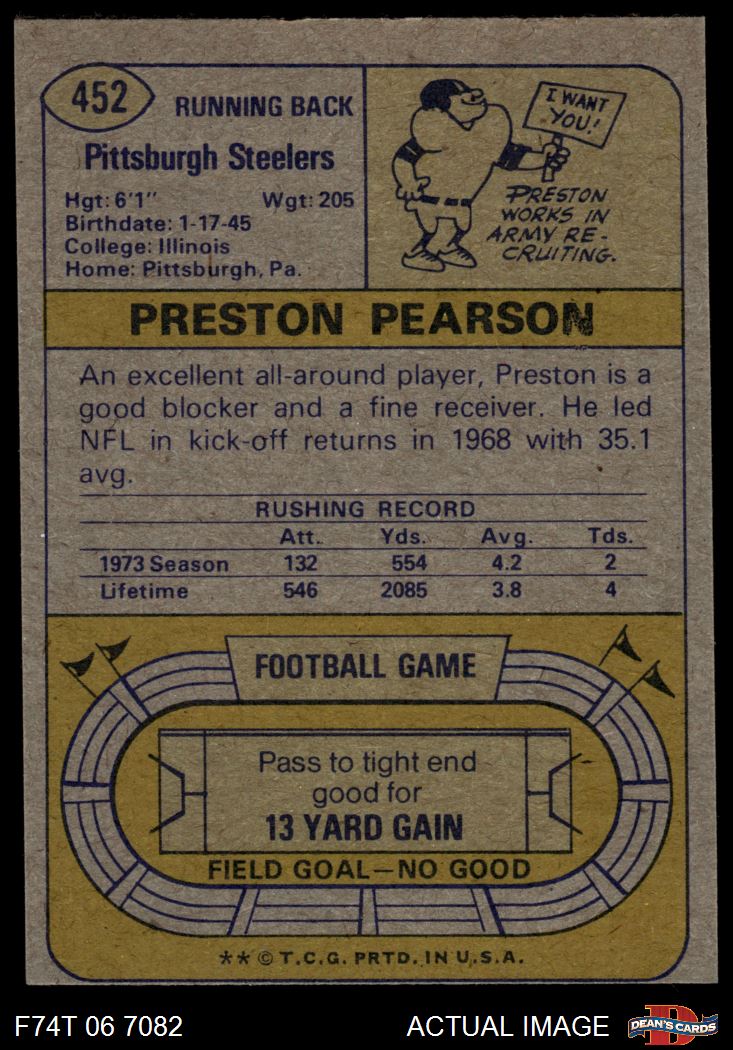 452
RUNNING BACK
Pittsburgh Steelers
Hgt: 6'1" Wgt: 205
Birthdate: 1-17-45
College: Illinois
Home: Pittsburgh, Pa.
I WANT
YOU!
PRESTON
WORKS IN
ARMY RE-
CRUITING.
PRESTON PEARSON
An excellent all-around player, Preston is a
good blocker and a fine receiver. He led
NFL in kick-off returns in 1968 with 35.1
avg.
RUSHING RECORD
Att. Yds. Avg. Tds.
1973 Season 132 554 4.2 2
Lifetime 546 2085 3.8 4
FOOTBALL GAME
Pass to tight end
good for
13 YARD GAIN
FIELD GOAL—NO GOOD
** © T.C.G. PRTD. IN U.S.A.
F74T 06 7082 ACTUAL IMAGE D DEAN'S CARDS